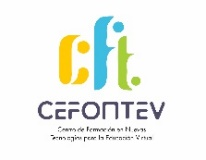 cft.
CEFONTEV
Centro de Formación en Nuevas
Tecnologías para la Educación Virtual